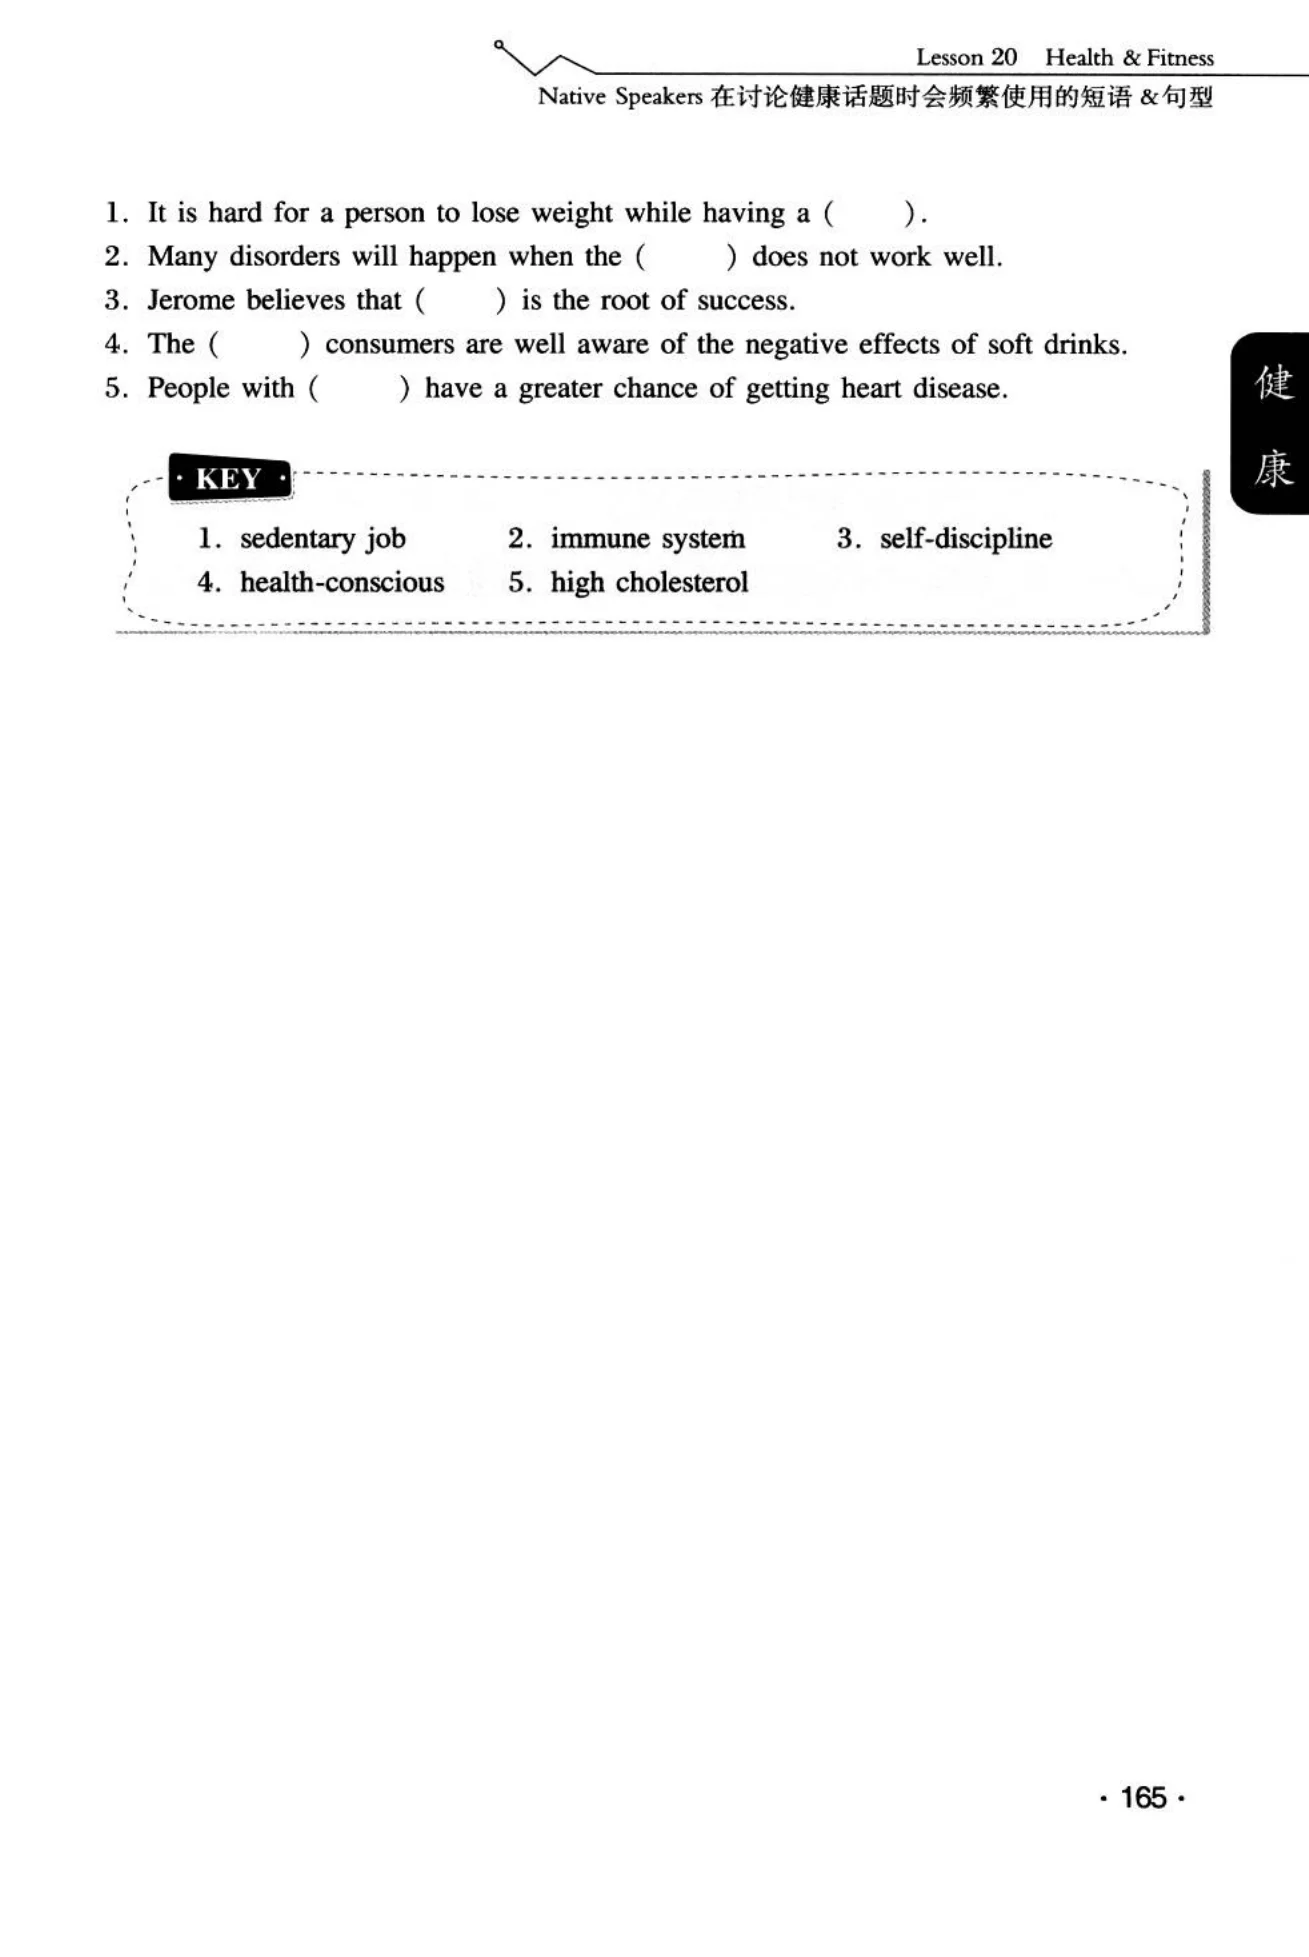 Lesson 20 Health & Fitness
Native Speakers 在讨论健康话题时会频繁使用的短语 & 句型
1. It is hard for a person to lose weight while having a ( ).
2. Many disorders will happen when the ( ) does not work well.
3. Jerome believes that ( ) is the root of success.
4. The ( ) consumers are well aware of the negative effects of soft drinks.
5. People with ( ) have a greater chance of getting heart disease.
健
康
· KEY ·
1. sedentary job 2. immune system 3. self-discipline
4. health-conscious 5. high cholesterol
· 165 ·